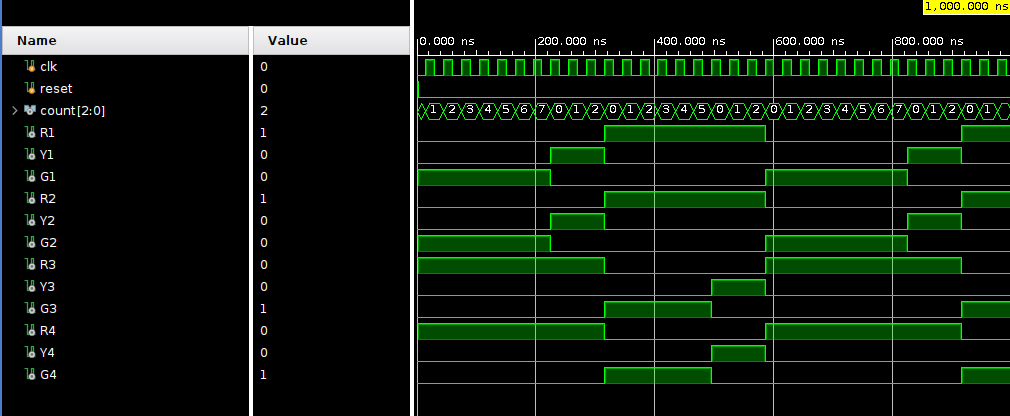 1,000.000 ns
Name Value
0.000 ns 200.000 ns 400.000 ns 600.000 ns 800.000 ns
clk 0
reset 0
count[2:0] 2 1 2 3 4 5 6 7 0 1 2 0 1 2 3 4 5 0 1 2 3 4 5 6 7 0 1 2 0 1
R1 1
Y1 0
G1 0
R2 1
Y2 0
G2 0
R3 0
Y3 0
G3 1
R4 0
Y4 0
G4 1